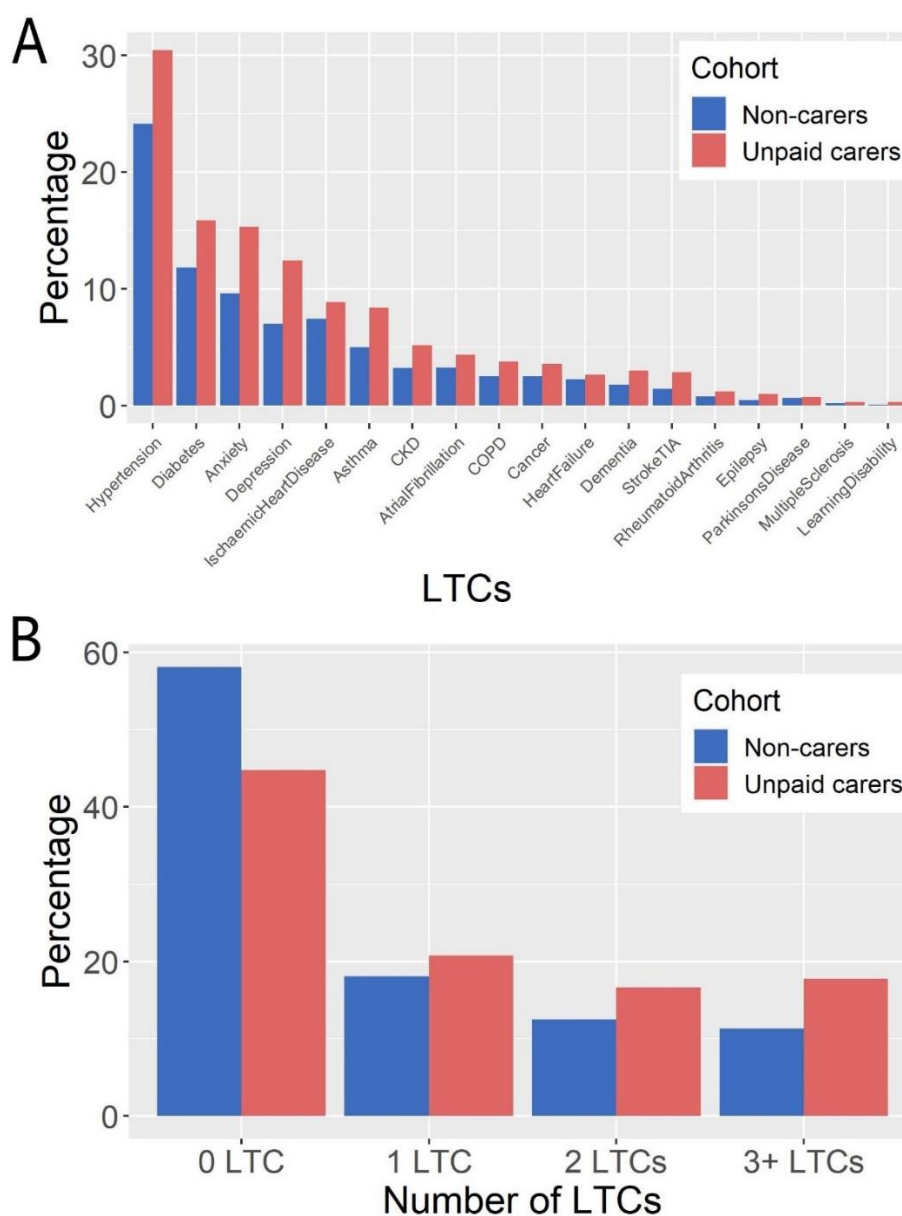 A
Percentage
30
20
10
0
Cohort
Non-carers
Unpaid carers
Hypertension
Diabetes
Anxiety
Depression
IschaemicHeartDisease
Asthma
CKD
AtrialFibrillation
COPD
Cancer
HeartFailure
Dementia
StrokeTIA
RheumatoidArthritis
Epilepsy
ParkinsonsDisease
MultipleSclerosis
LearningDisability
LTCs
B
Percentage
60
40
20
0
Cohort
Non-carers
Unpaid carers
0 LTC
1 LTC
2 LTCs
3+ LTCs
Number of LTCs